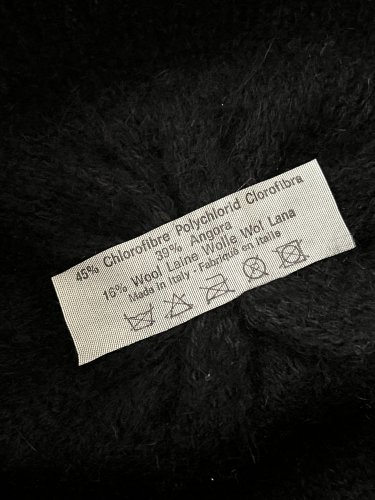 45% Chlorofibre Polychlorid Clorofibra
39% Angora
16% Wool Laine Wolle Wol Lana
Made in Italy - Fabriqué en Italie